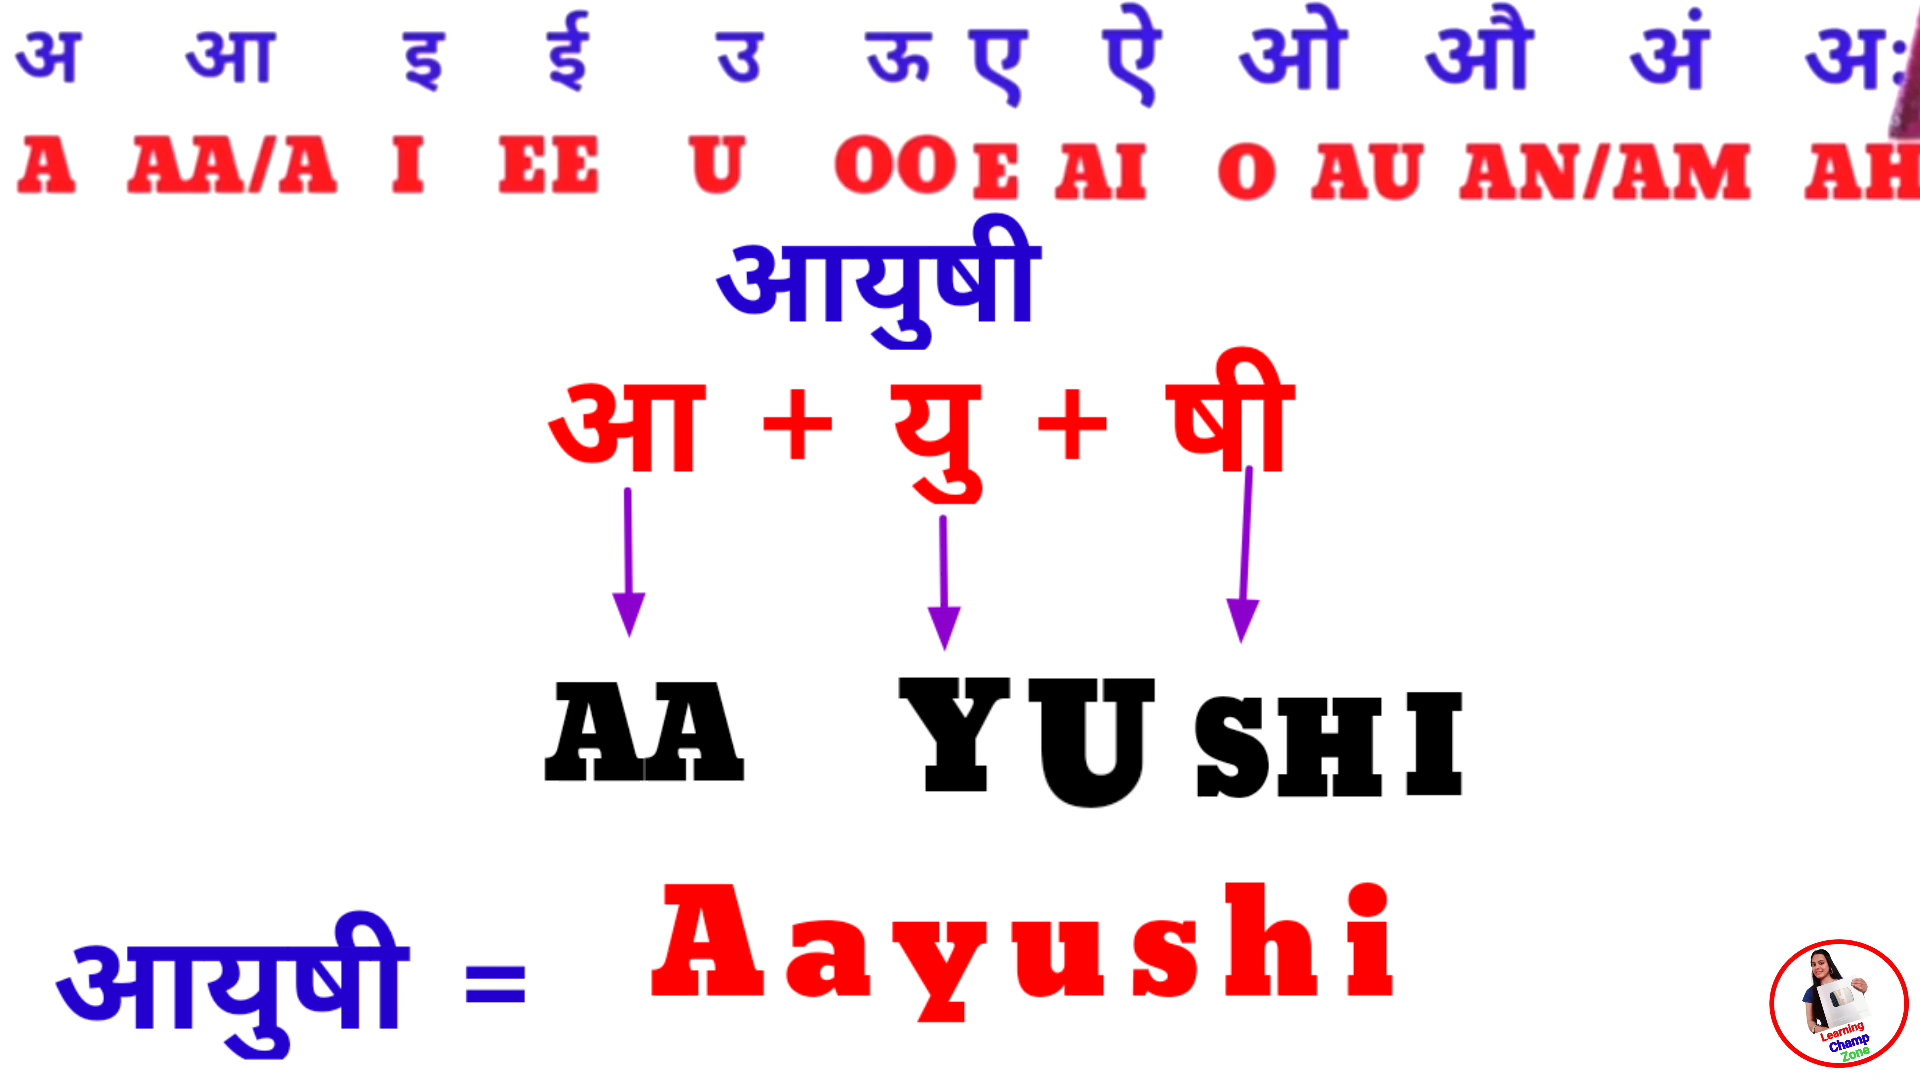 अ आ इ ई उ ऊ ए ऐ ओ औ अं अः
A AA/A I EE U OO E AI O AU AN/AM AH
आयुषी
आ + यु + षी
AA YU SHI
आयुषी = Aayushi
Learning
Champ
Zone